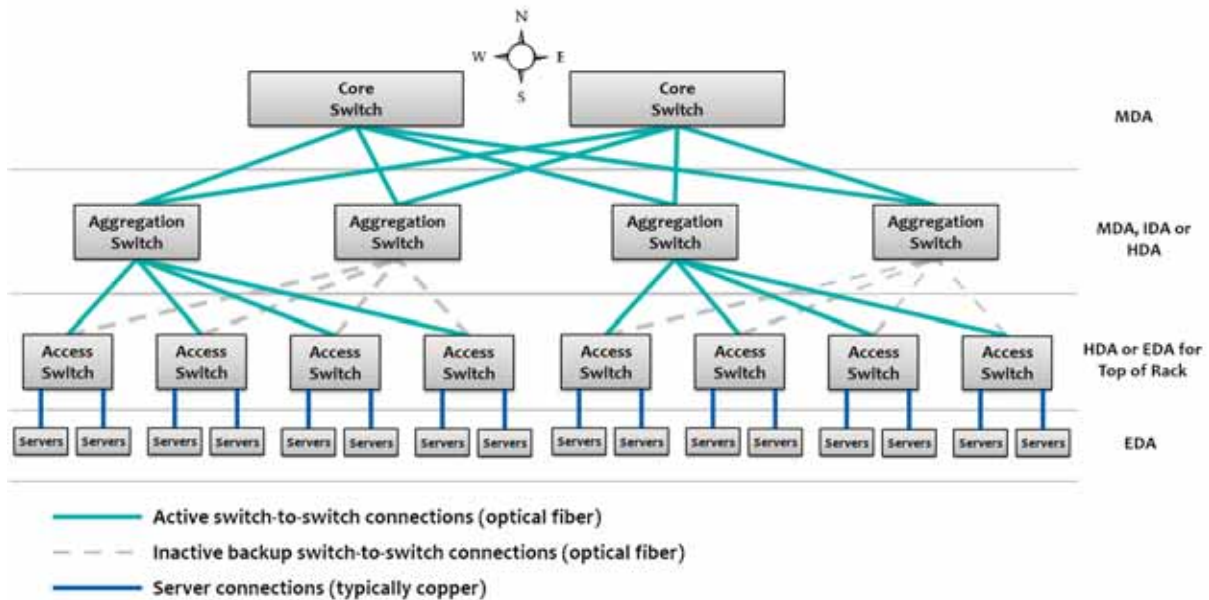 N
W E
S
Core
Switch
Core
Switch
MDA
Aggregation
Switch
Aggregation
Switch
Aggregation
Switch
Aggregation
Switch
MDA, IDA or
HDA
Access
Switch
Access
Switch
Access
Switch
Access
Switch
Access
Switch
Access
Switch
Access
Switch
Access
Switch
HDA or EDA for
Top of Rack
Servers Servers Servers Servers Servers Servers Servers Servers Servers Servers Servers Servers Servers Servers Servers Servers
EDA
Active switch-to-switch connections (optical fiber)
Inactive backup switch-to-switch connections (optical fiber)
Server connections (typically copper)